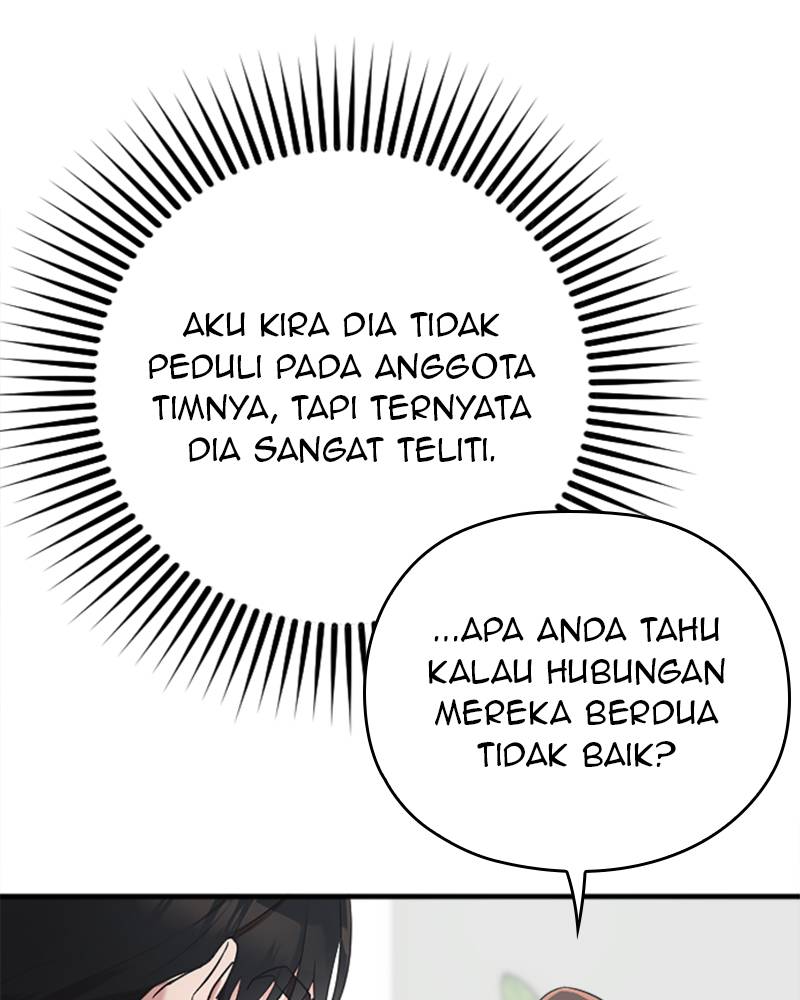 AKU KIRA DIA TIDAK
PEDULI PADA ANGGOTA
TIMNYA, TAPI TERNYATA
DIA SANGAT TELITI.
...APA ANDA TAHU
KALAU HUBUNGAN
MEREKA BERDUA
TIDAK BAIK?